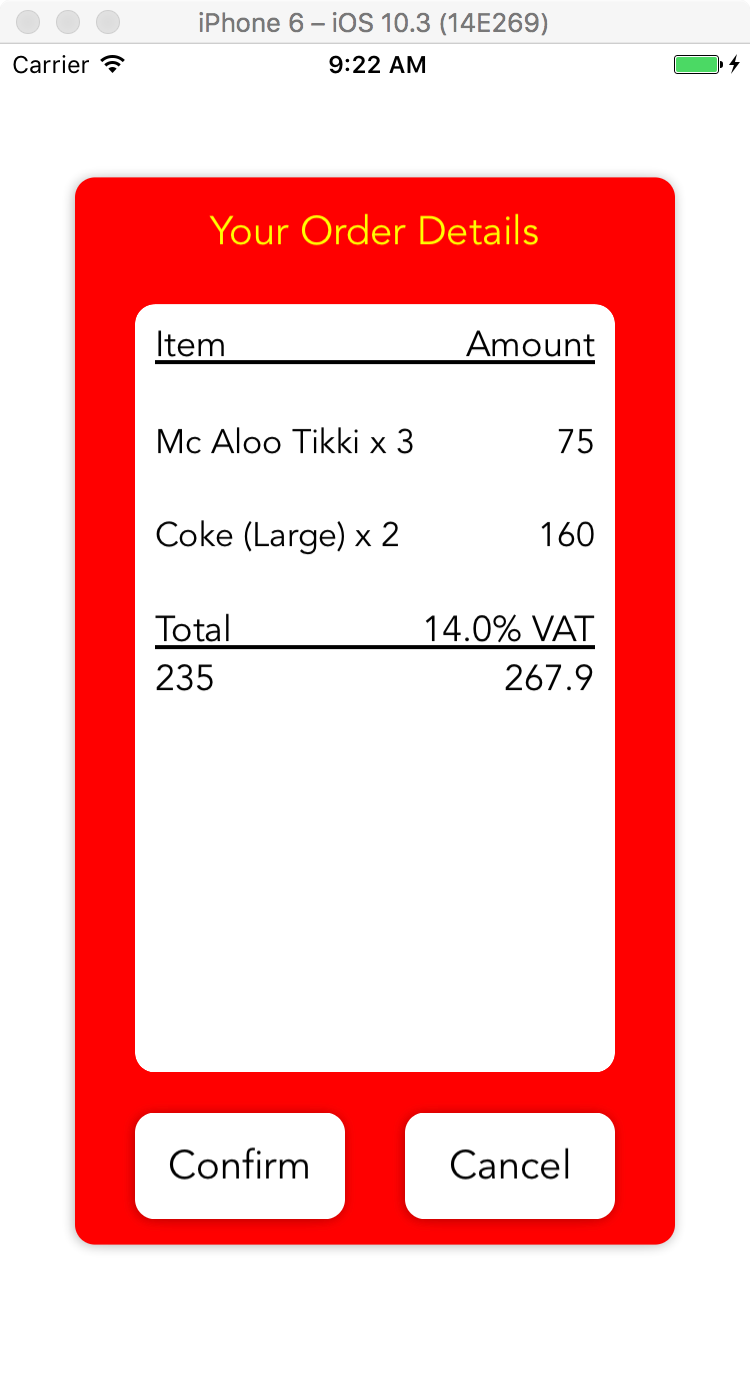 iPhone 6 – iOS 10.3 (14E269)
Carrier 9:22 AM
Your Order Details
Item Amount
Mc Aloo Tikki x 3 75
Coke (Large) x 2 160
Total 14.0% VAT
235 267.9
Confirm Cancel